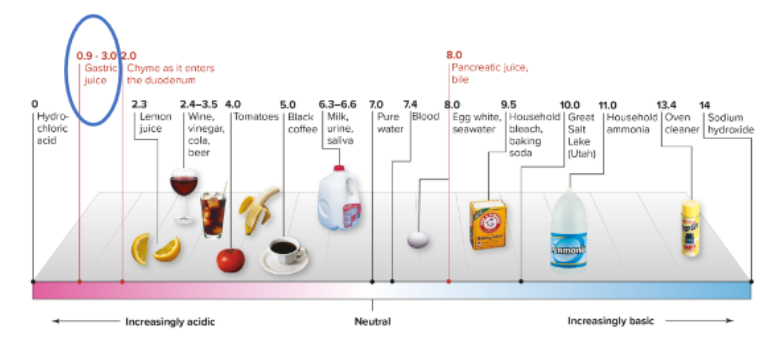 0.9 - 3.0
Gastric
juice
2.0
Chyme as it enters
the duodenum
8.0
Pancreatic juice,
bile
0
Hydro-
chloric
acid
2.3
Lemon
juice
2.4–3.5
Wine,
vinegar,
cola,
beer
4.0
Tomatoes
5.0
Black
coffee
6.3–6.6
Milk,
urine,
saliva
7.0
Pure
water
7.4
Blood
8.0
Egg white,
seawater
9.5
Household
bleach,
baking
soda
10.0
Great
Salt
Lake
(Utah)
11.0
Household
ammonia
13.4
Oven
cleaner
14
Sodium
hydroxide
Ammonia
Increasingly acidic
Neutral
Increasingly basic